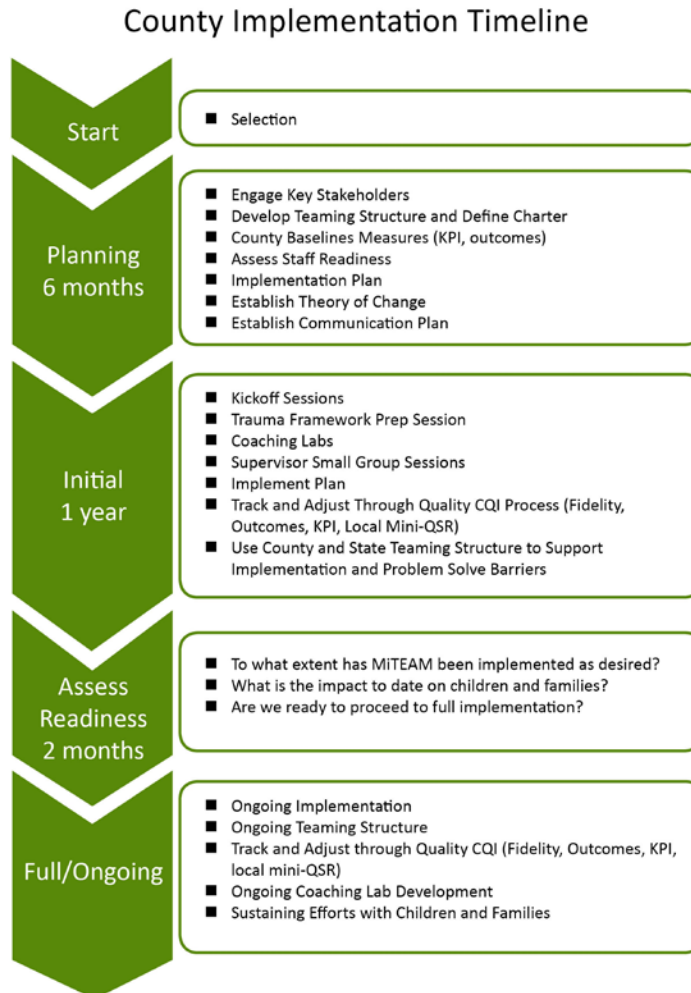 County Implementation Timeline
Start
■ Selection
Planning
6 months
■ Engage Key Stakeholders
■ Develop Teaming Structure and Define Charter
■ County Baselines Measures (KPI, outcomes)
■ Assess Staff Readiness
■ Implementation Plan
■ Establish Theory of Change
■ Establish Communication Plan
Initial
1 year
■ Kickoff Sessions
■ Trauma Framework Prep Session
■ Coaching Labs
■ Supervisor Small Group Sessions
■ Implement Plan
■ Track and Adjust Through Quality CQI Process (Fidelity,
Outcomes, KPI, Local Mini-QSR)
■ Use County and State Teaming Structure to Support
Implementation and Problem Solve Barriers
Assess
Readiness
2 months
■ To what extent has MiTEAM been implemented as desired?
■ What is the impact to date on children and families?
■ Are we ready to proceed to full implementation?
Full/Ongoing
■ Ongoing Implementation
■ Ongoing Teaming Structure
■ Track and Adjust through Quality CQI (Fidelity, Outcomes, KPI,
local mini-QSR)
■ Ongoing Coaching Lab Development
■ Sustaining Efforts with Children and Families